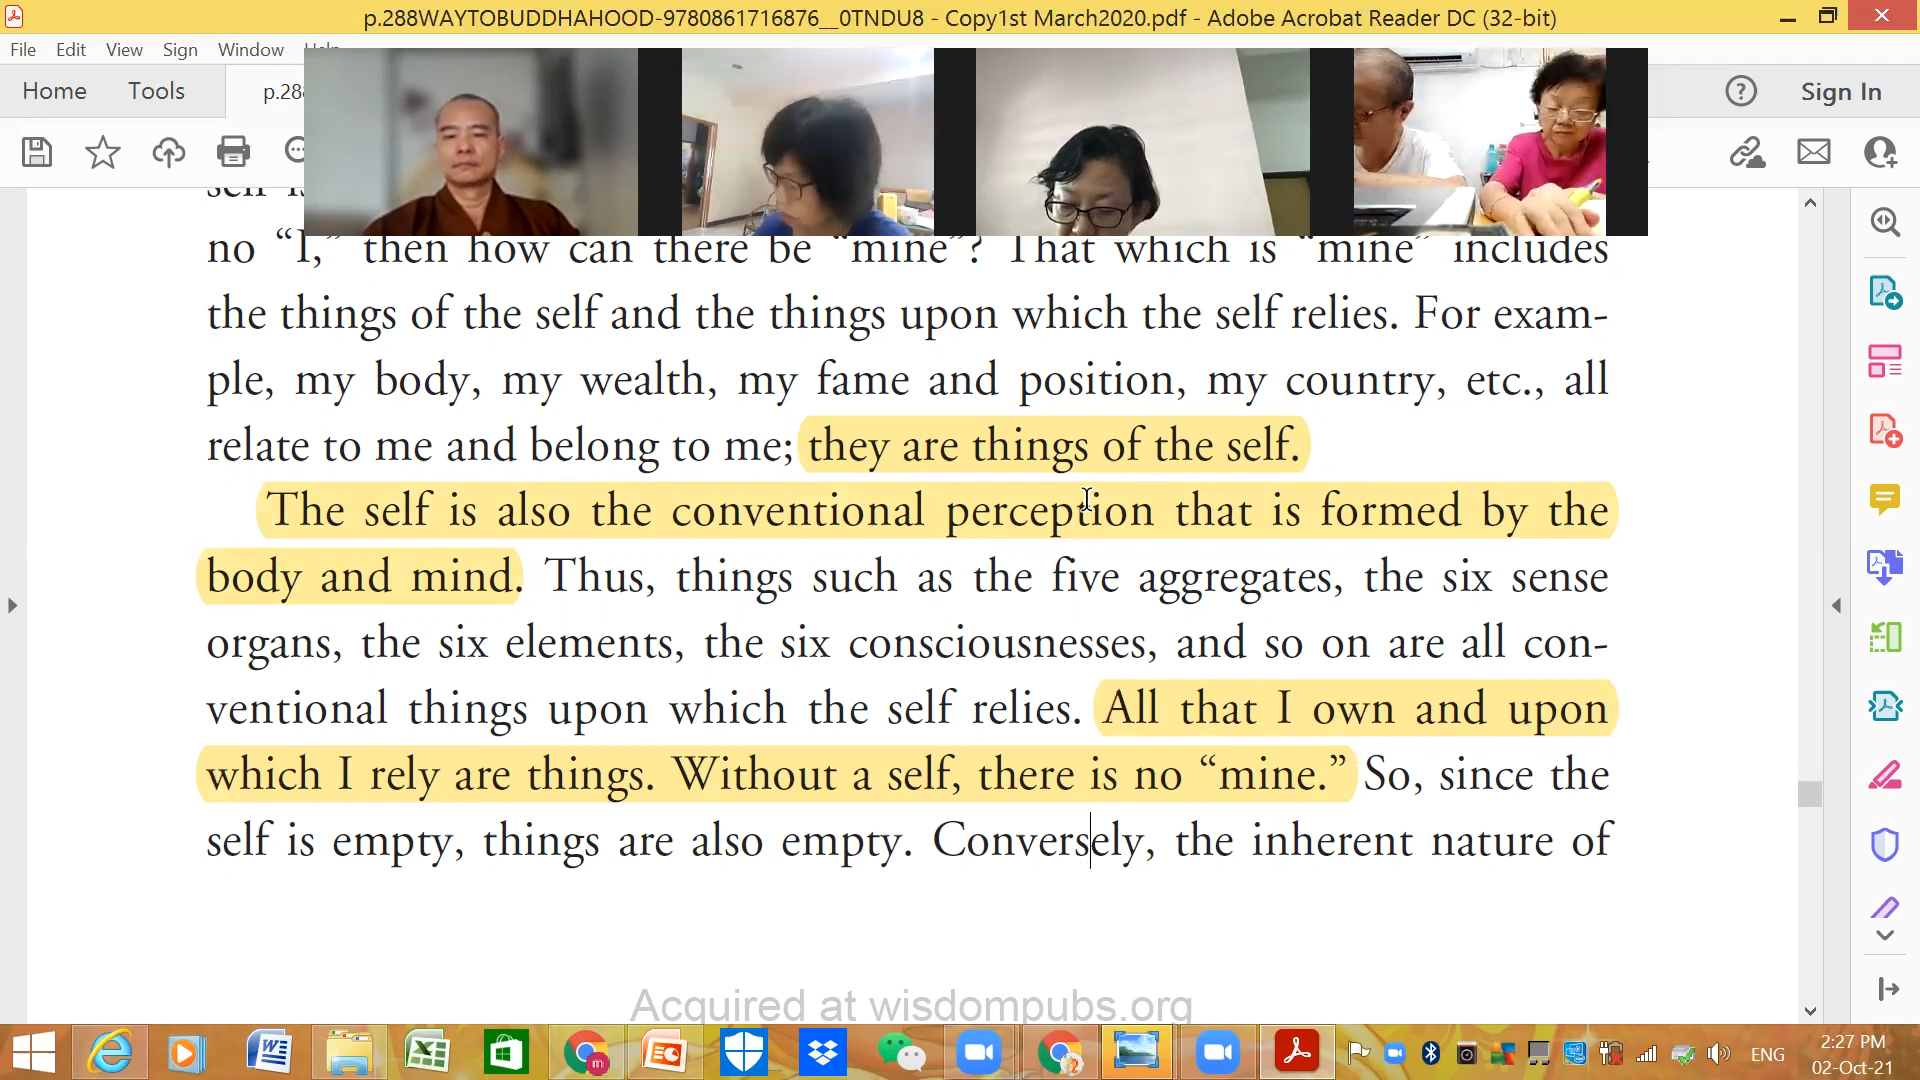 p.288WAYTOBUDDHAHOOD-9780861716876__0TNDU8 - Copy1st March2020.pdf - Adobe Acrobat Reader DC (32-bit)
File Edit View Sign Window Help
Home Tools p.28
Sign In
self is
no “I,” then how can there be “mine”? That which is “mine” includes
the things of the self and the things upon which the self relies. For exam-
ple, my body, my wealth, my fame and position, my country, etc., all
relate to me and belong to me; they are things of the self.
The self is also the conventional perception that is formed by the
body and mind. Thus, things such as the five aggregates, the six sense
organs, the six elements, the six consciousnesses, and so on are all con-
ventional things upon which the self relies. All that I own and upon
which I rely are things. Without a self, there is no “mine.” So, since the
self is empty, things are also empty. Conversely, the inherent nature of
Acquired at wisdompubs.org
ENG
2:27 PM
02-Oct-21